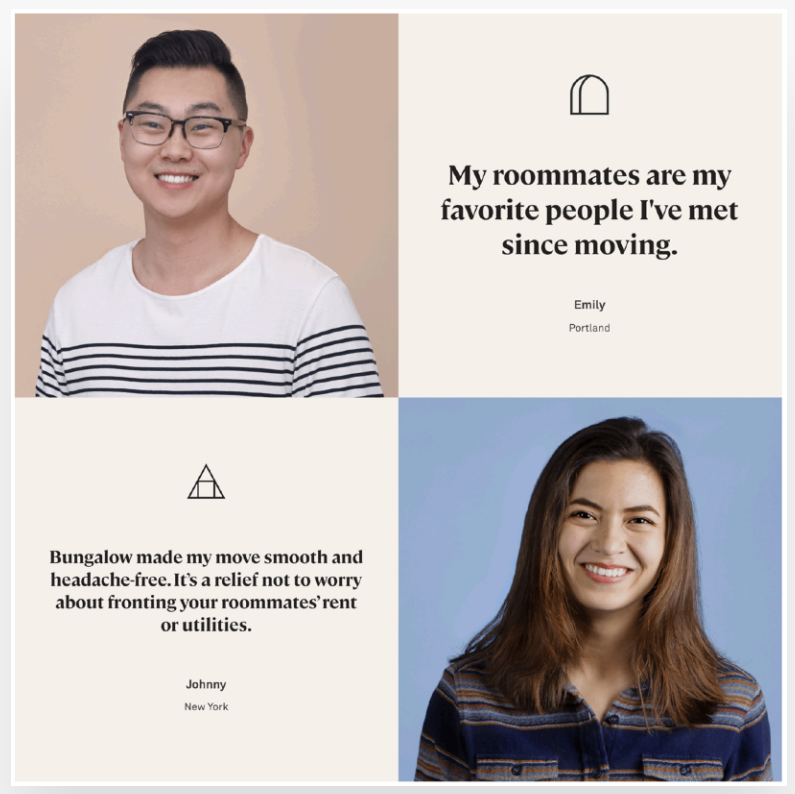 My roommates are my
favorite people I've met
since moving.
Emily
Portland
Bungalow made my move smooth and
headache-free. It's a relief not to worry
about fronting your roommates' rent
or utilities.
Johnny
New York